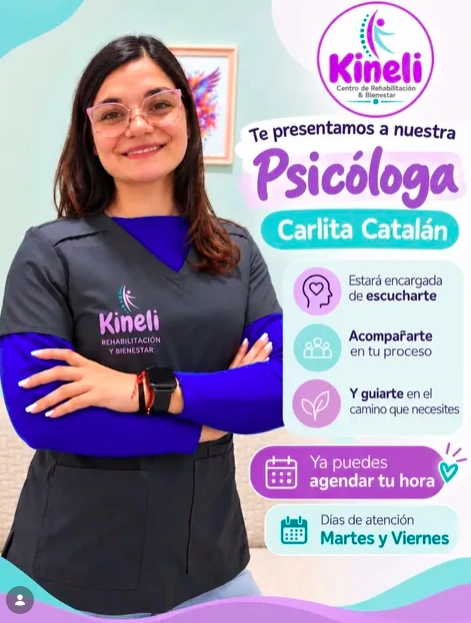 Kineli
Centro de Rehabilitación
& Bienestar
Te presentamos a nuestra
Psicóloga
Carlita Catalán
Estará encargada
de escucharte
Acompañarte
en tu proceso
Y guiarte en el
camino que necesites
Ya puedes
agendar tu hora
Días de atención
Martes y Viernes
Kineli
REHABILITACIÓN
Y BIENESTAR